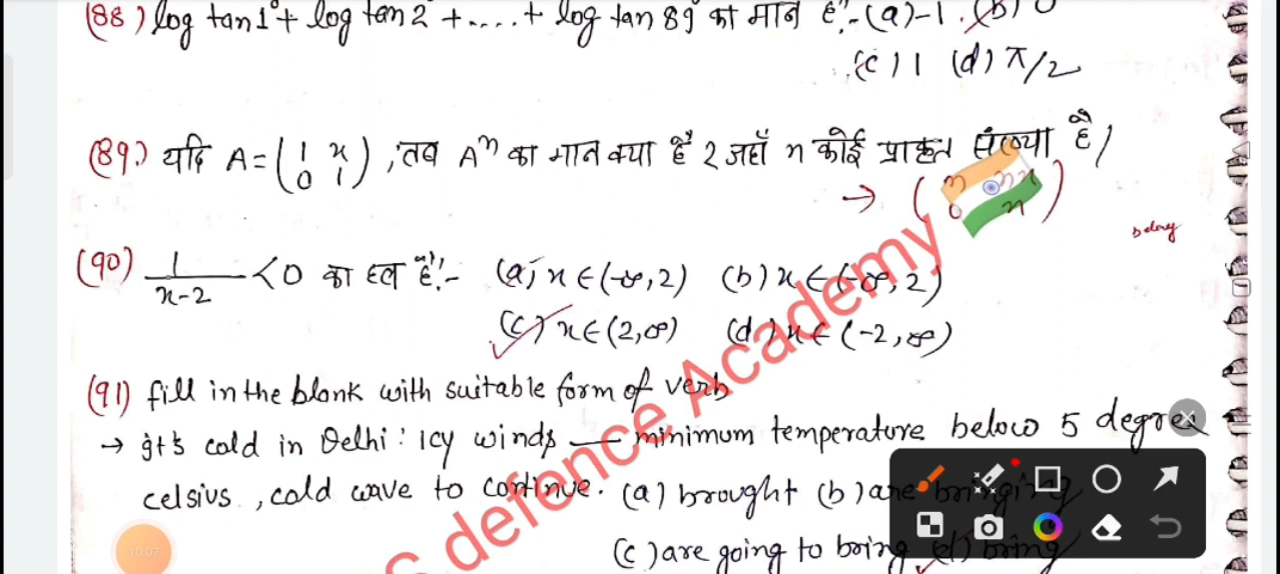 (88) log tan1° + log tan2° + ..... + log tan 89° का मान है :- (a) -1 (b) 0
(c) 1 (d) π/2
(89.) यदि A = ( 1 x ) , तब Aⁿ का मान क्या है ? जहाँ n कोई प्राकृत संख्या है /
0 1
→ ( n nx )
0 n
(90) 1
x-2 < 0 का हल है :- (a) x ∈ (-∞, 2) (b) x ∈ (-∞, 2)
(c) x ∈ (2, ∞) (d) x ∈ (-2, ∞)
(91) fill in the blank with suitable form of verb
→ It's cold in Delhi : Icy winds — minimum temperature below 5 degree
celsius , cold wave to continue. (a) brought (b) are bringing
(c) are going to bring (d) bring
defence Academy
10:07